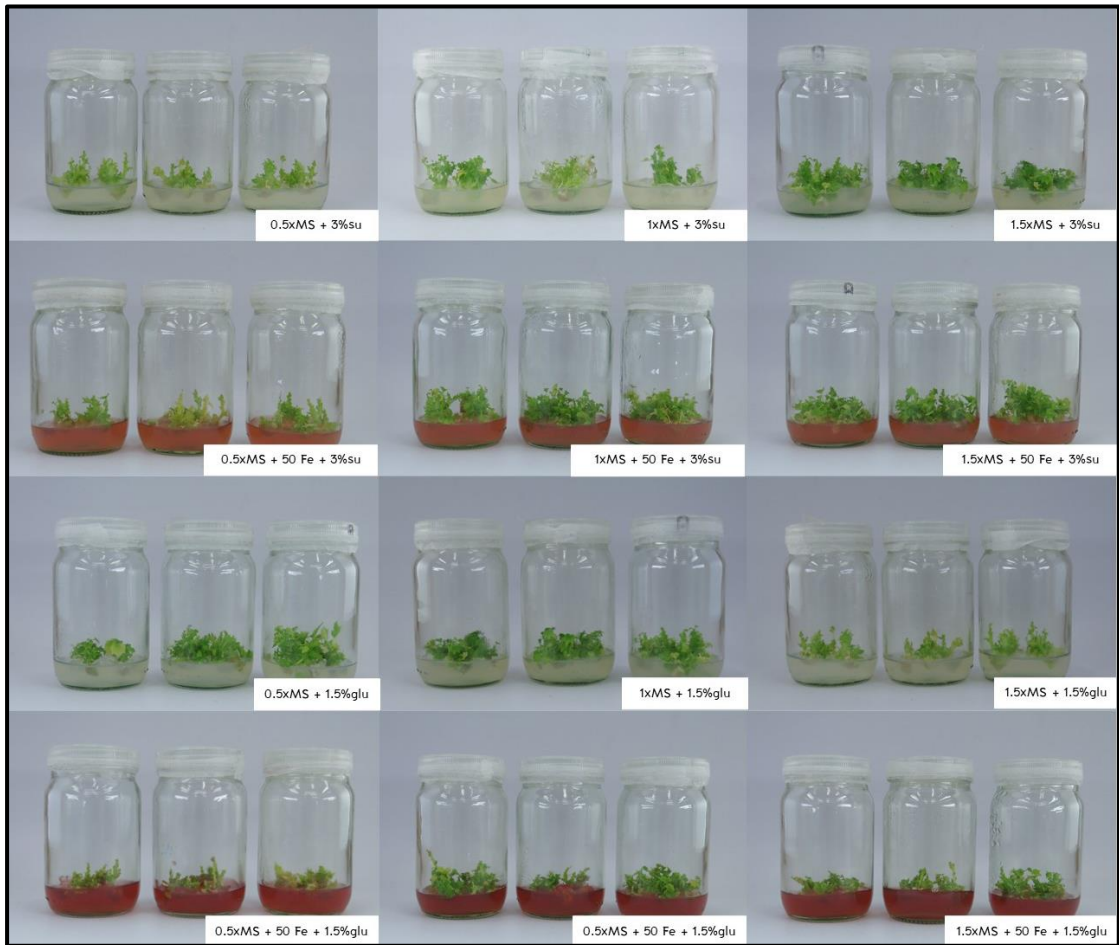 0.5xMS + 3%su
1xMS + 3%su
1.5xMS + 3%su
0.5xMS + 50 Fe + 3%su
1xMS + 50 Fe + 3%su
1.5xMS + 50 Fe + 3%su
0.5xMS + 1.5%glu
1xMS + 1.5%glu
1.5xMS + 1.5%glu
0.5xMS + 50 Fe + 1.5%glu
0.5xMS + 50 Fe + 1.5%glu
1.5xMS + 50 Fe + 1.5%glu